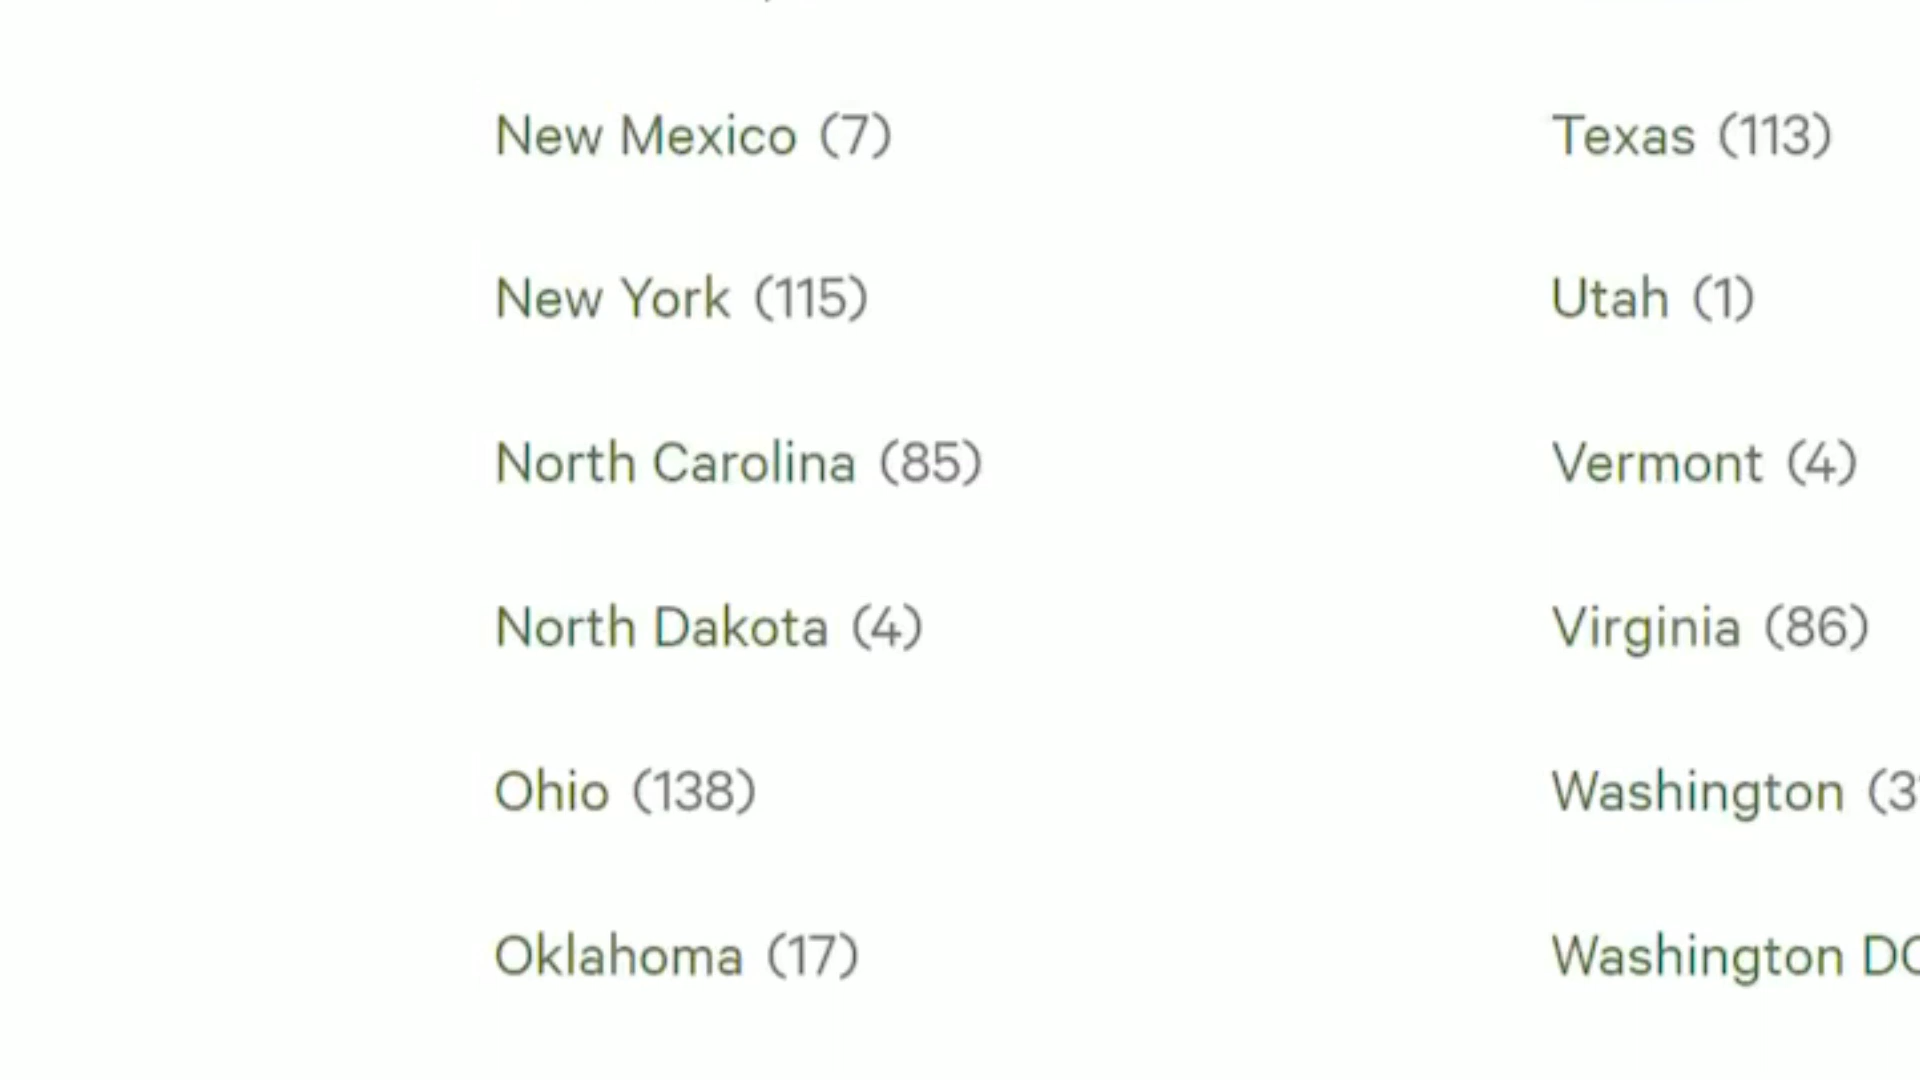 New Mexico (7)
New York (115)
North Carolina (85)
North Dakota (4)
Ohio (138)
Oklahoma (17)
Texas (113)
Utah (1)
Vermont (4)
Virginia (86)
Washington
Washington